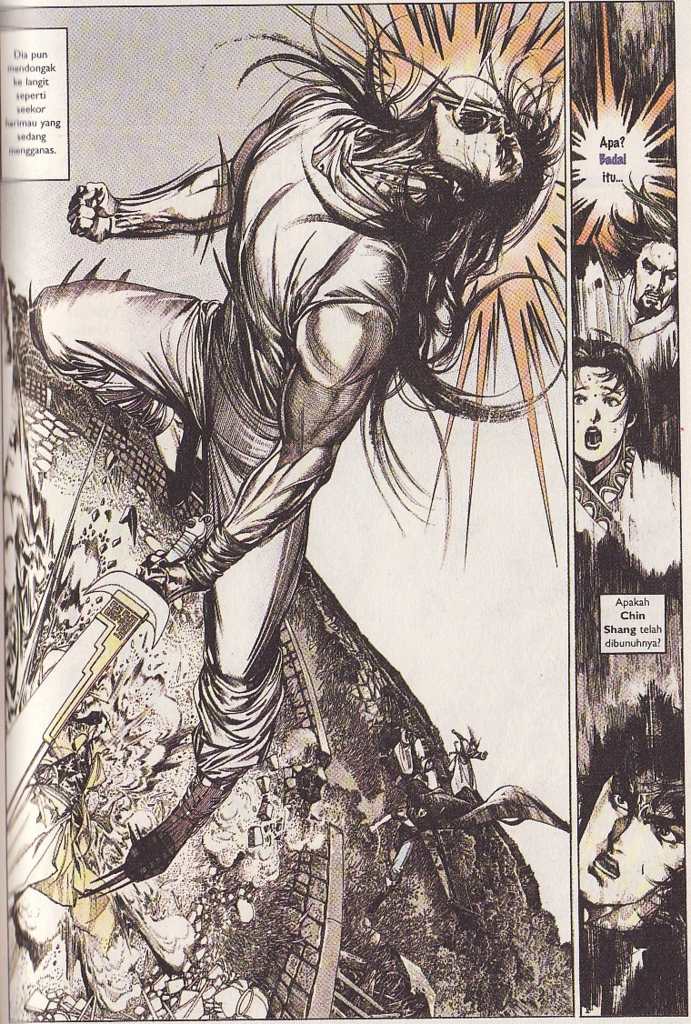 Dia pun
mendongak
ke langit
seperti
seekor
harimau yang
sedang
mengganas.
Apa?
Badai
itu...
Apakah
Chin
Shang telah
dibunuhnya?